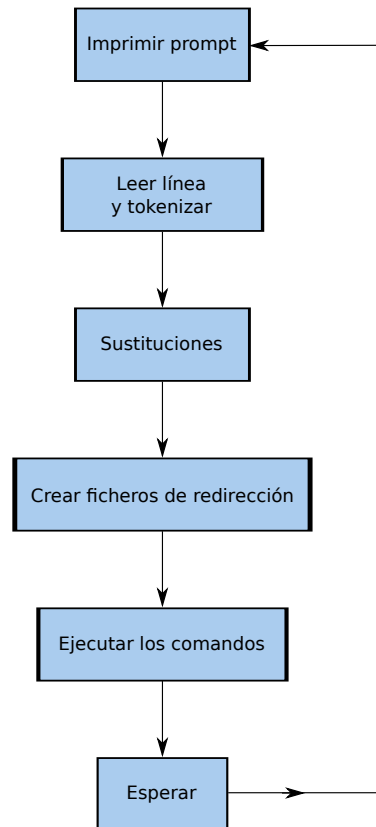 Imprimir prompt
Leer línea
y tokenizar
Sustituciones
Crear ficheros de redirección
Ejecutar los comandos
Esperar